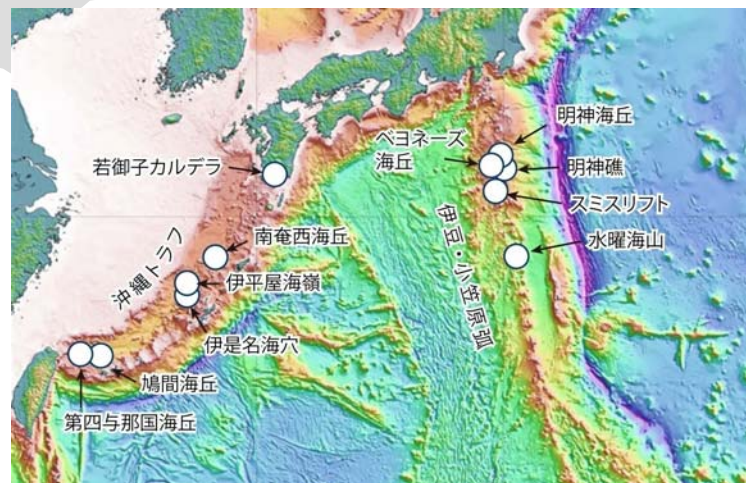 明神海丘
ベヨネーズ
海丘
若御子カルデラ
明神礁
スミスリフト
南奄西海丘
水曜海山
沖縄トラフ
伊平屋海嶺
伊豆・小笠原弧
伊是名海穴
鳩間海丘
第四与那国海丘